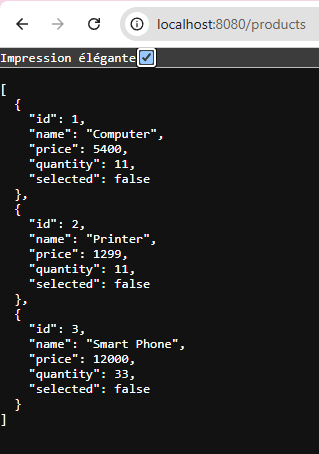 localhost:8080/products
Impression élégante
[
  {
    "id": 1,
    "name": "Computer",
    "price": 5400,
    "quantity": 11,
    "selected": false
  },
  {
    "id": 2,
    "name": "Printer",
    "price": 1299,
    "quantity": 11,
    "selected": false
  },
  {
    "id": 3,
    "name": "Smart Phone",
    "price": 12000,
    "quantity": 33,
    "selected": false
  }
]